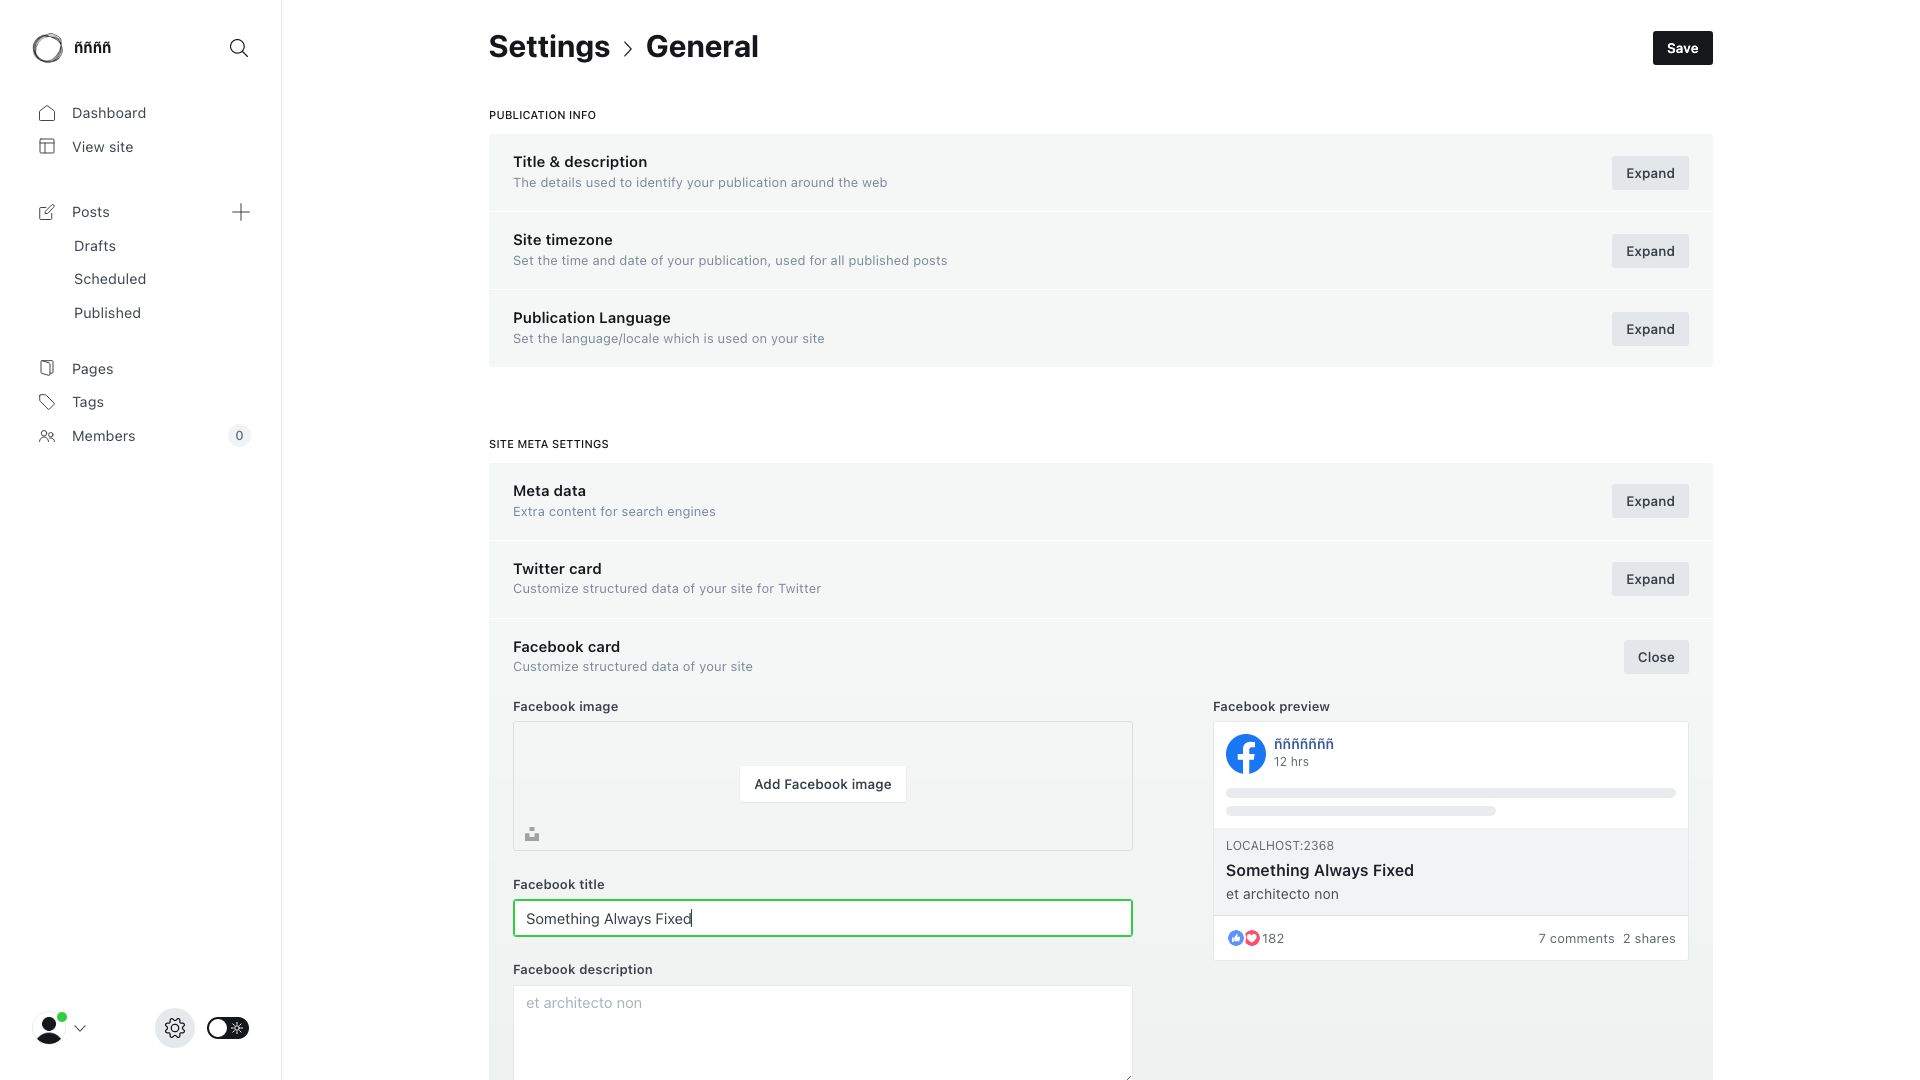 ññññ
Dashboard
View site
Posts
Drafts
Scheduled
Published
Pages
Tags
Members
0
Settings
General
Save
PUBLICATION INFO
Title & description
The details used to identify your publication around the web
Expand
Site timezone
Set the time and date of your publication, used for all published posts
Expand
Publication Language
Set the language/locale which is used on your site
Expand
SITE META SETTINGS
Meta data
Extra content for search engines
Expand
Twitter card
Customize structured data of your site for Twitter
Expand
Facebook card
Customize structured data of your site
Close
Facebook image
Add Facebook image
Facebook title
Something Always Fixed
Facebook description
et architecto non
Facebook preview
ñññññññ
12 hrs
LOCALHOST:2368
Something Always Fixed
et architecto non
182
7 comments 2 shares